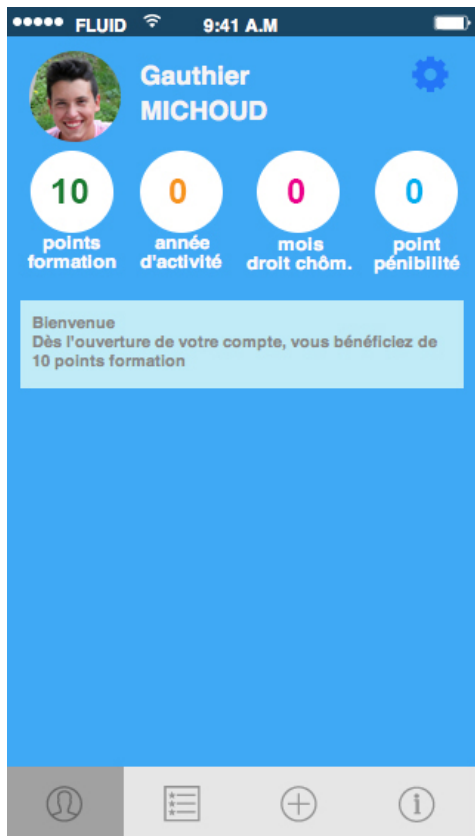 FLUID 9:41 A.M
Gauthier
MICHOUD
10 0 0 0
points année mois point
formation d'activité droit chôm. pénibilité
Bienvenue
Dès l'ouverture de votre compte, vous bénéficiez de
10 points formation